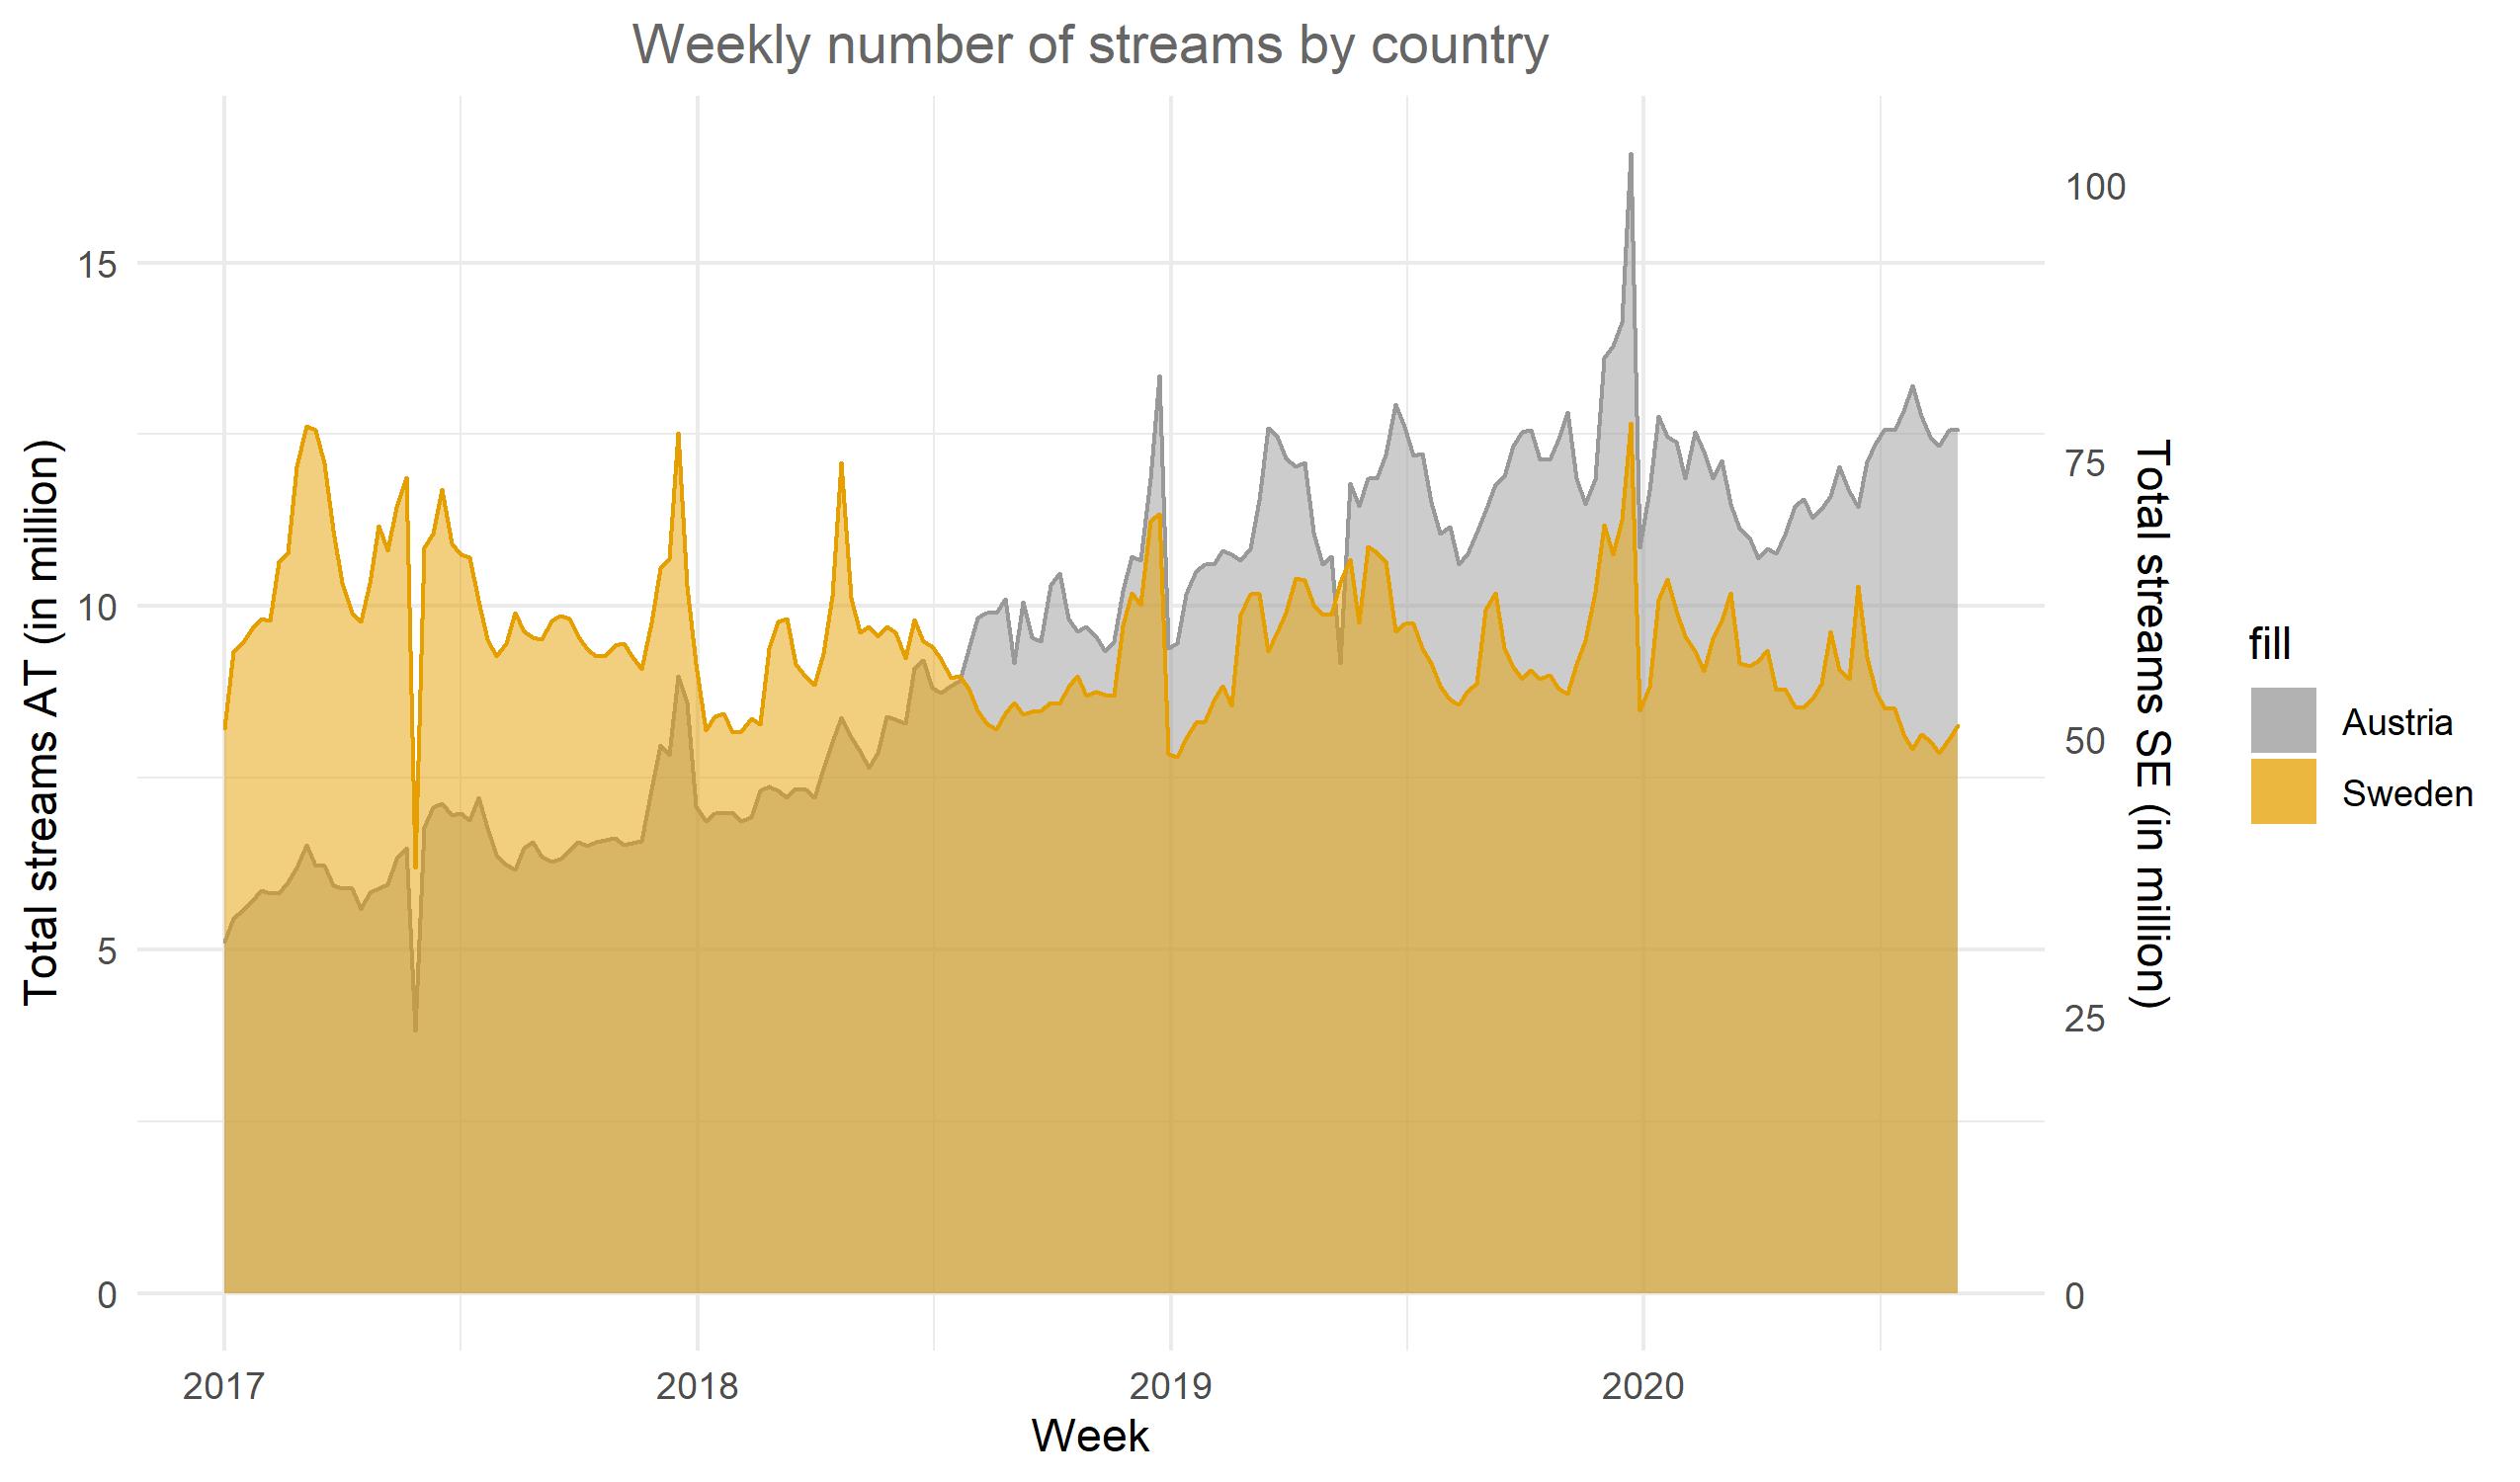 Weekly number of streams by country
Total streams AT (in million)
15
10
5
0
100
75
50
25
0
Total streams SE (in million)
2017
2018
2019
2020
Week
fill
Austria
Sweden